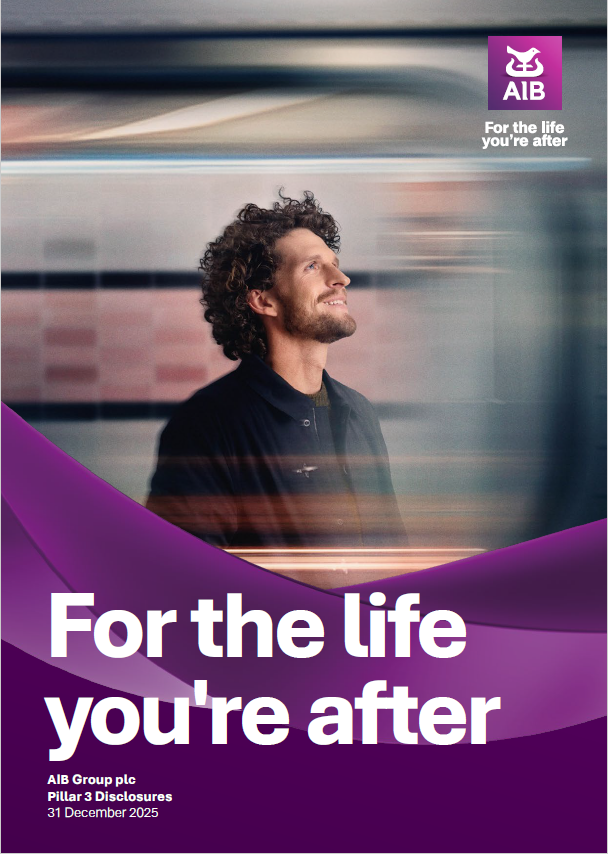 AIB
For the life
you're after
For the life
you're after
AIB Group plc
Pillar 3 Disclosures
31 December 2025